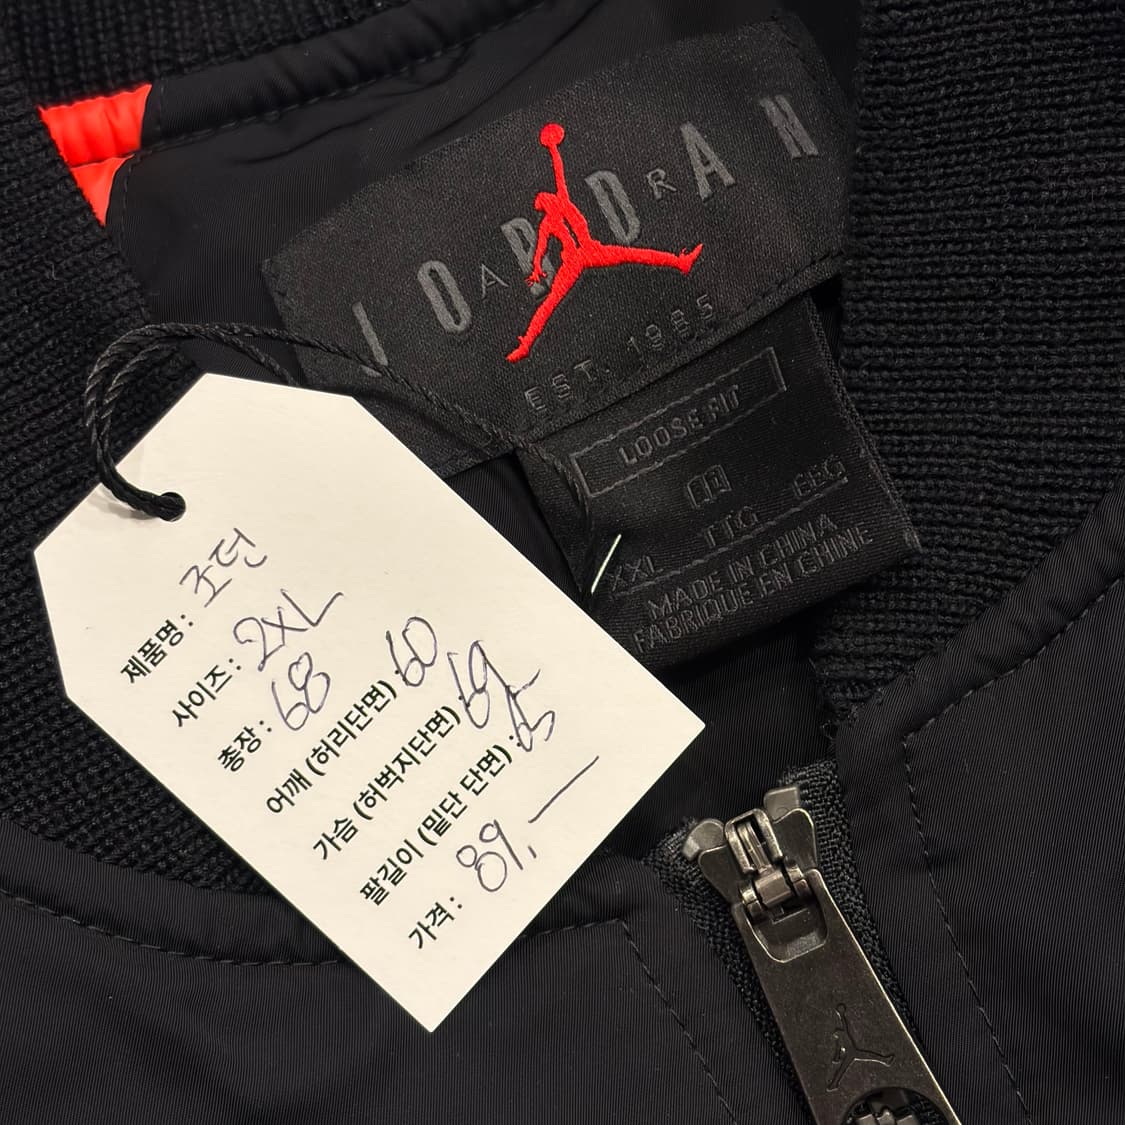 JORDAN
EST. 1985
LOOSE FIT
XXL TTG EEG
MADE IN CHINA
FABRIQUE EN CHINE
제품명 : 조던
사이즈 : 2XL
총장 : 68
어깨 (허리단면) : 60
가슴 (허벅지단면) : 69
팔길이 (밑단 단면) :
가격 : 89,—